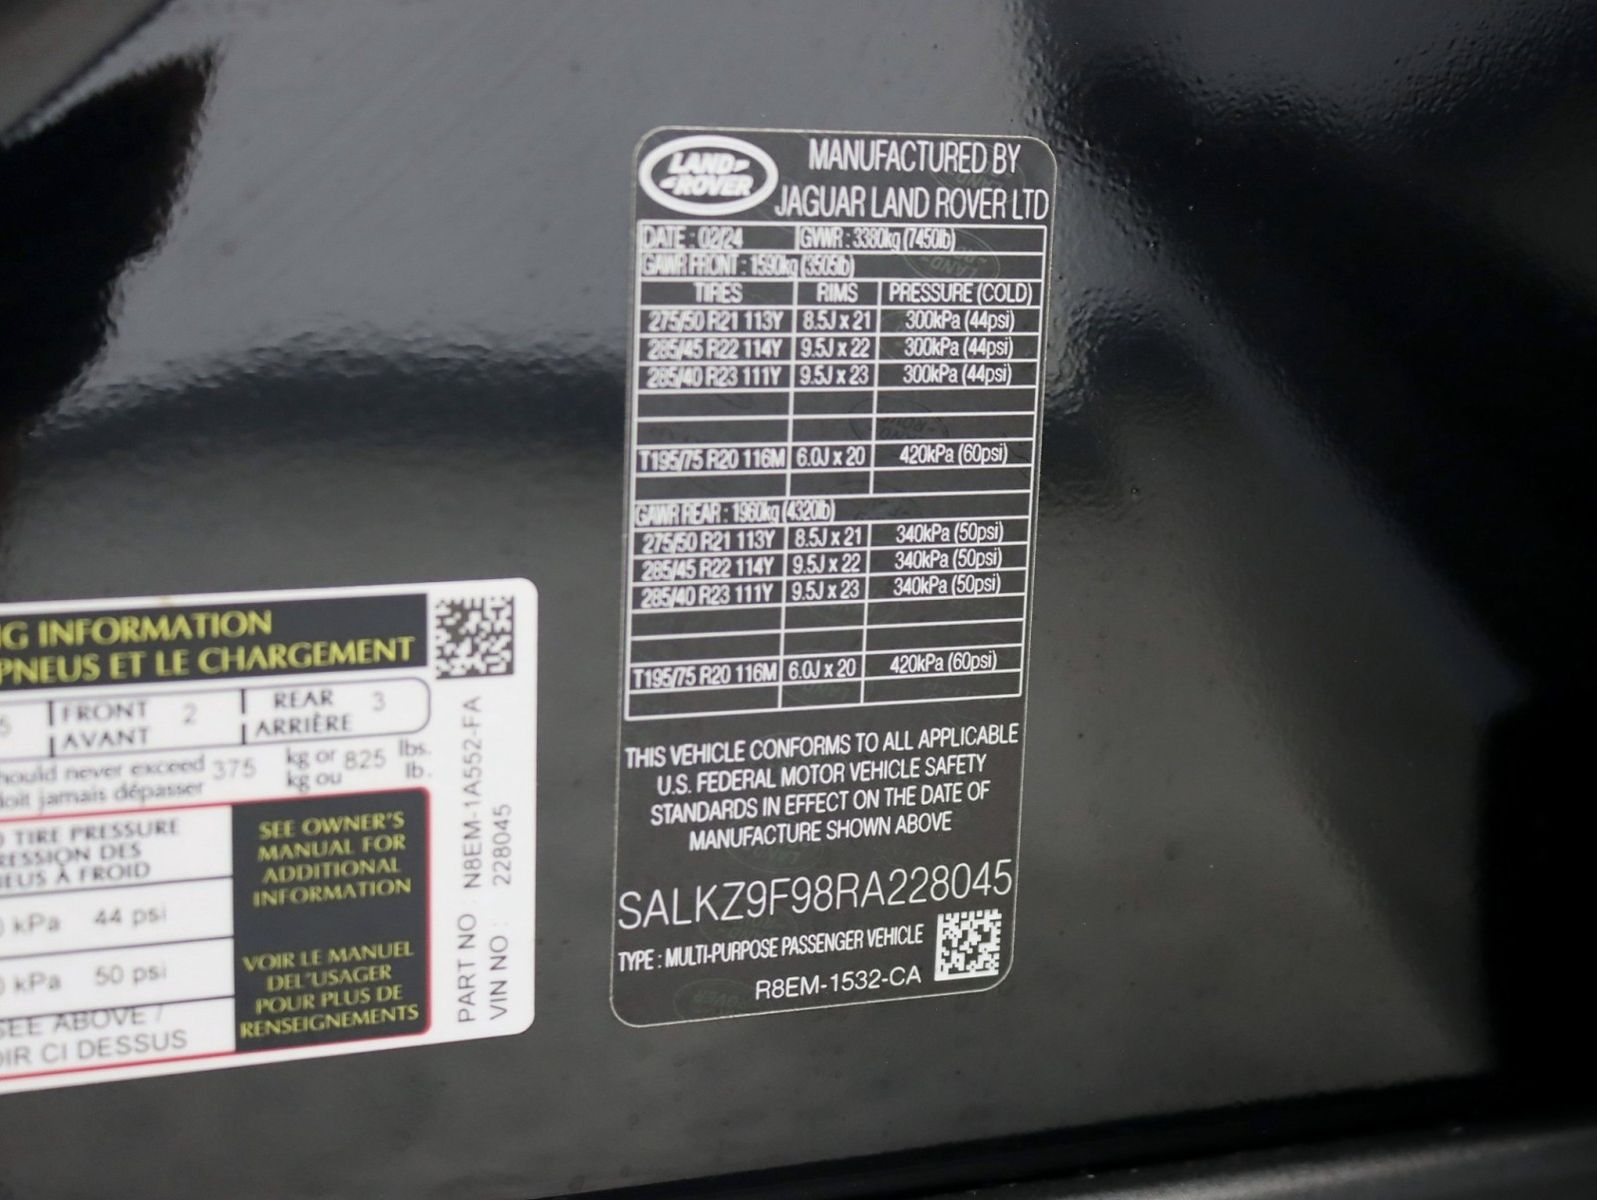 LAND-
-ROVER
MANUFACTURED BY
JAGUAR LAND ROVER LTD
DATE : 02/24 GVWR : 3380kg (7450lb)
GAWR FRONT : 1590kg (3505lb)
TIRES RIMS PRESSURE (COLD)
275/50 R21 113Y 8.5J x 21 300kPa (44psi)
285/45 R22 114Y 9.5J x 22 300kPa (44psi)
285/40 R23 111Y 9.5J x 23 300kPa (44psi)
T195/75 R20 116M 6.0J x 20 420kPa (60psi)
GAWR REAR : 1960kg (4320lb)
275/50 R21 113Y 8.5J x 21 340kPa (50psi)
285/45 R22 114Y 9.5J x 22 340kPa (50psi)
285/40 R23 111Y 9.5J x 23 340kPa (50psi)
T195/75 R20 116M 6.0J x 20 420kPa (60psi)
THIS VEHICLE CONFORMS TO ALL APPLICABLE
U.S. FEDERAL MOTOR VEHICLE SAFETY
STANDARDS IN EFFECT ON THE DATE OF
MANUFACTURE SHOWN ABOVE
SALKZ9F98RA228045
TYPE : MULTI-PURPOSE PASSENGER VEHICLE
R8EM-1532-CA
NG INFORMATION
PNEUS ET LE CHARGEMENT
5 FRONT 2 REAR 3
AVANT ARRIÈRE
hould never exceed 375 kg or 825 lbs.
doit jamais dépasser kg ou lb.
TIRE PRESSURE
RESSION DES
NEUS À FROID
0 kPa 44 psi
0 kPa 50 psi
SEE ABOVE /
OIR CI DESSUS
SEE OWNER'S
MANUAL FOR
ADDITIONAL
INFORMATION
VOIR LE MANUEL
DEL'USAGER
POUR PLUS DE
RENSEIGNEMENTS
PART NO : N8EM-1A552-FA
VIN NO : 228045